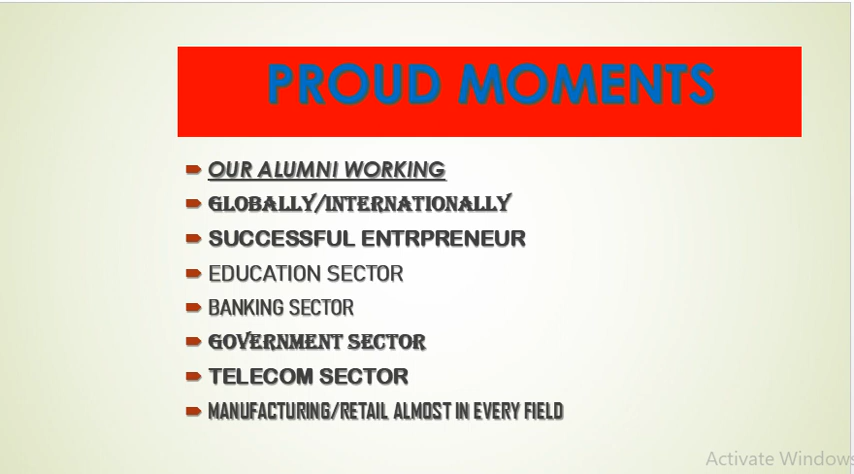 PROUD MOMENTS
OUR ALUMNI WORKING
GLOBALLY/INTERNATIONALLY
SUCCESSFUL ENTRPRENEUR
EDUCATION SECTOR
BANKING SECTOR
GOVERNMENT SECTOR
TELECOM SECTOR
MANUFACTURING/RETAIL ALMOST IN EVERY FIELD
Activate Windows